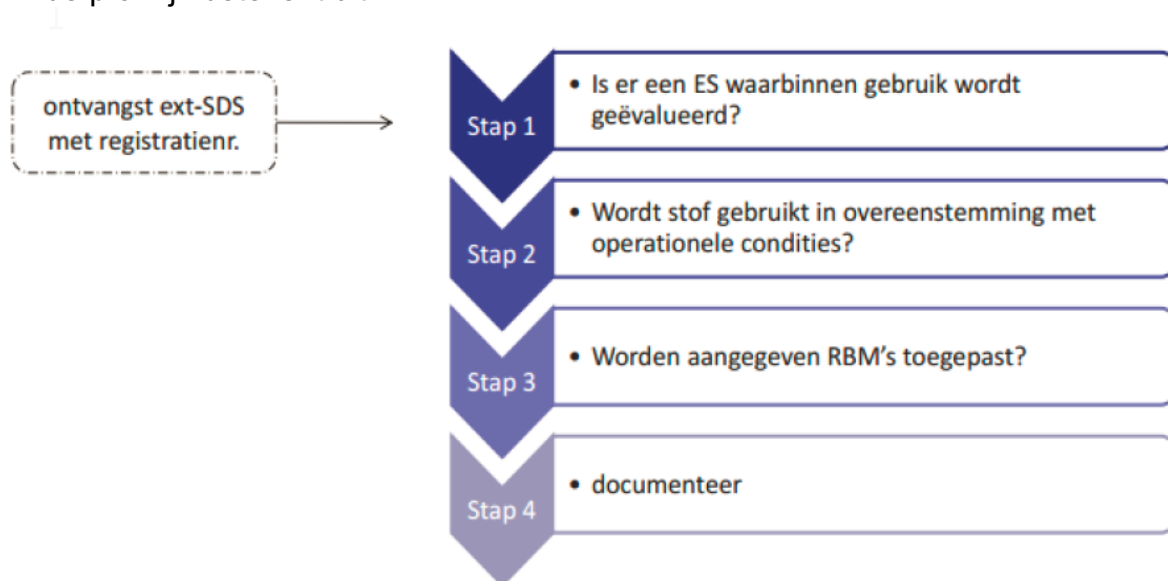 ontvangst ext-SDS
met registratienr.
Stap 1
• Is er een ES waarbinnen gebruik wordt
geëvalueerd?
Stap 2
• Wordt stof gebruikt in overeenstemming met
operationele condities?
Stap 3
• Worden aangegeven RBM's toegepast?
Stap 4
• documenteer